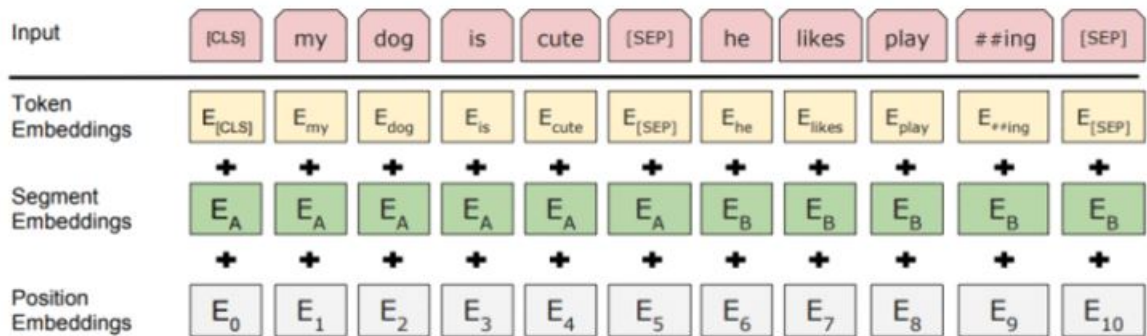 Input [CLS] my dog is cute [SEP] he likes play ##ing [SEP]
Token Embeddings E[CLS] Emy Edog Eis Ecute E[SEP] Ehe Elikes Eplay E##ing E[SEP]
+ + + + + + + + + + +
Segment Embeddings EA EA EA EA EA EA EB EB EB EB EB
+ + + + + + + + + + +
Position Embeddings E0 E1 E2 E3 E4 E5 E6 E7 E8 E9 E10